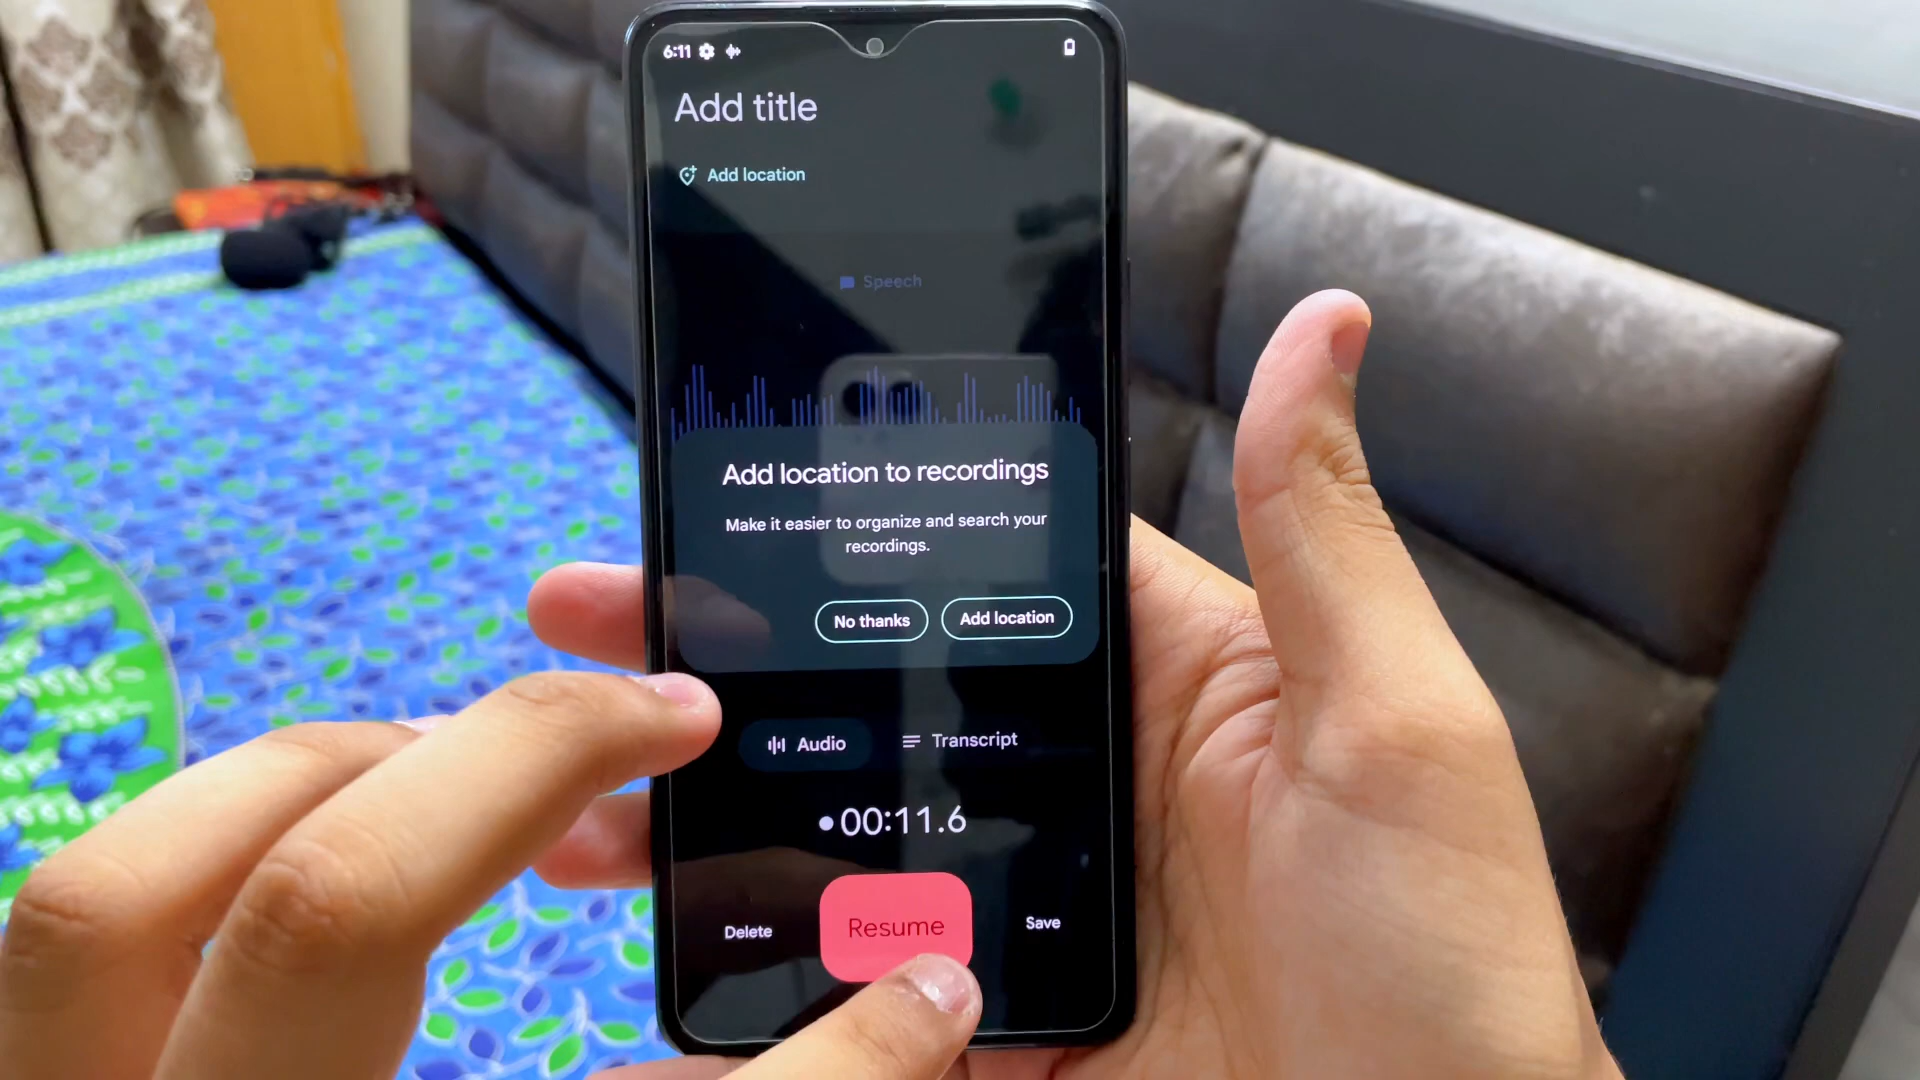 6:11
Add title
Add location
Speech
Add location to recordings
Make it easier to organize and search your
recordings.
No thanks Add location
Audio Transcript
00:11.6
Delete Resume Save